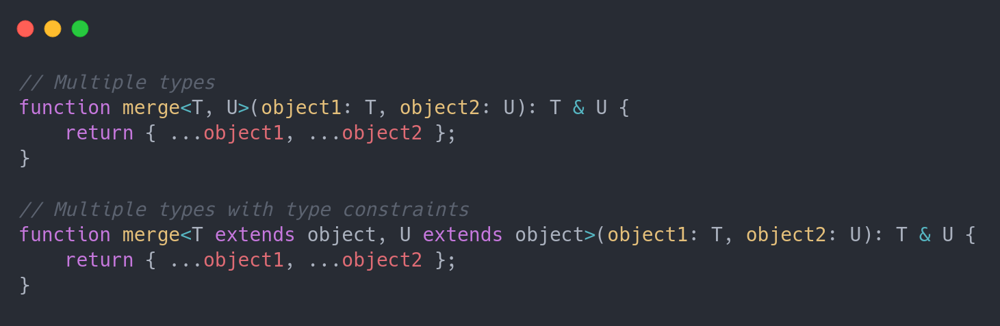 // Multiple types
function merge<T, U>(object1: T, object2: U): T & U {
    return { ...object1, ...object2 };
}

// Multiple types with type constraints
function merge<T extends object, U extends object>(object1: T, object2: U): T & U {
    return { ...object1, ...object2 };
}